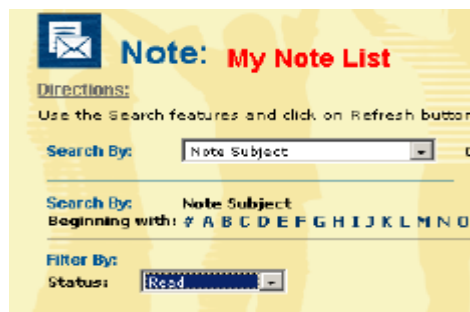 Note: My Note List
Directions:
Use the Search features and click on Refresh button
Search By: Note Subject
Search By: Note Subject
Beginning with: # A B C D E F G H I J K L M N O
Filter By:
Status: Read